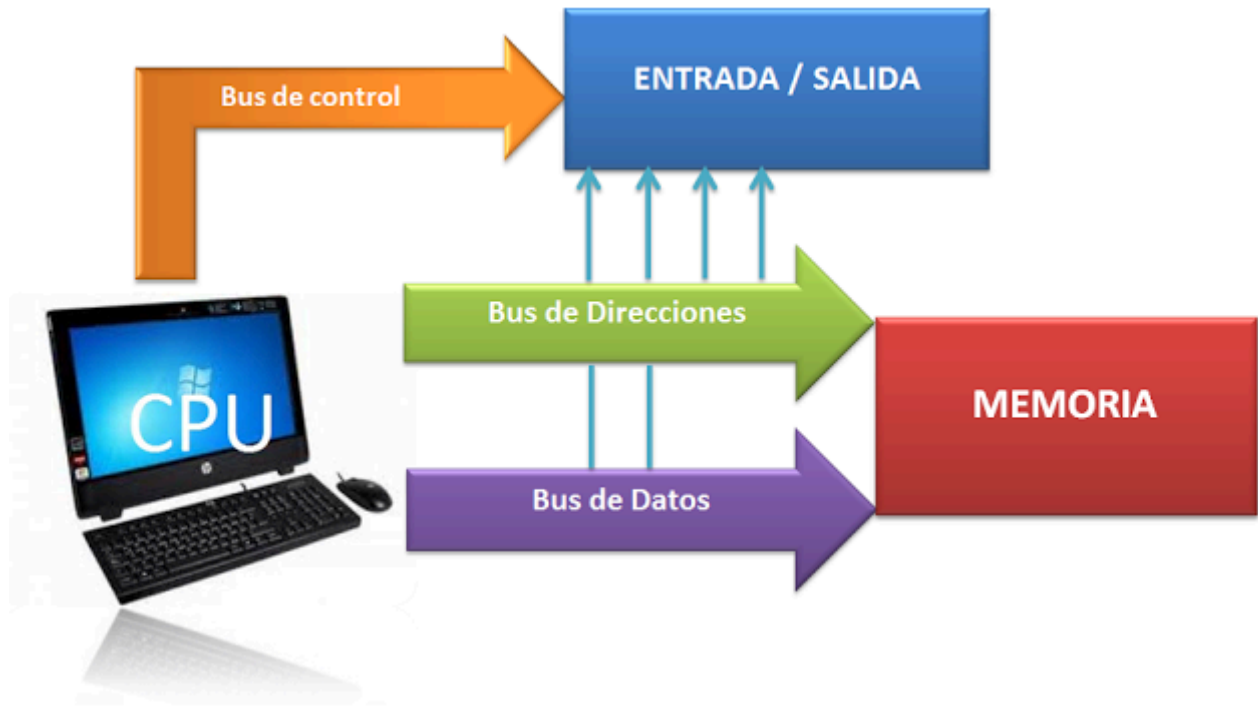 ENTRADA / SALIDA
Bus de control
Bus de Direcciones
CPU
MEMORIA
Bus de Datos